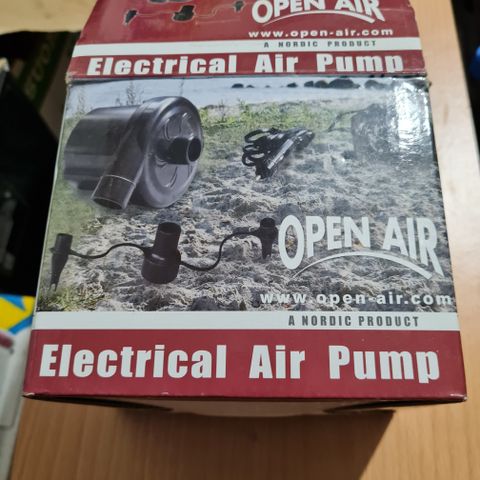 OPEN AIR
www.open-air.com
A NORDIC PRODUCT
Electrical Air Pump
OPEN AIR
www.open-air.com
A NORDIC PRODUCT
Electrical Air Pump